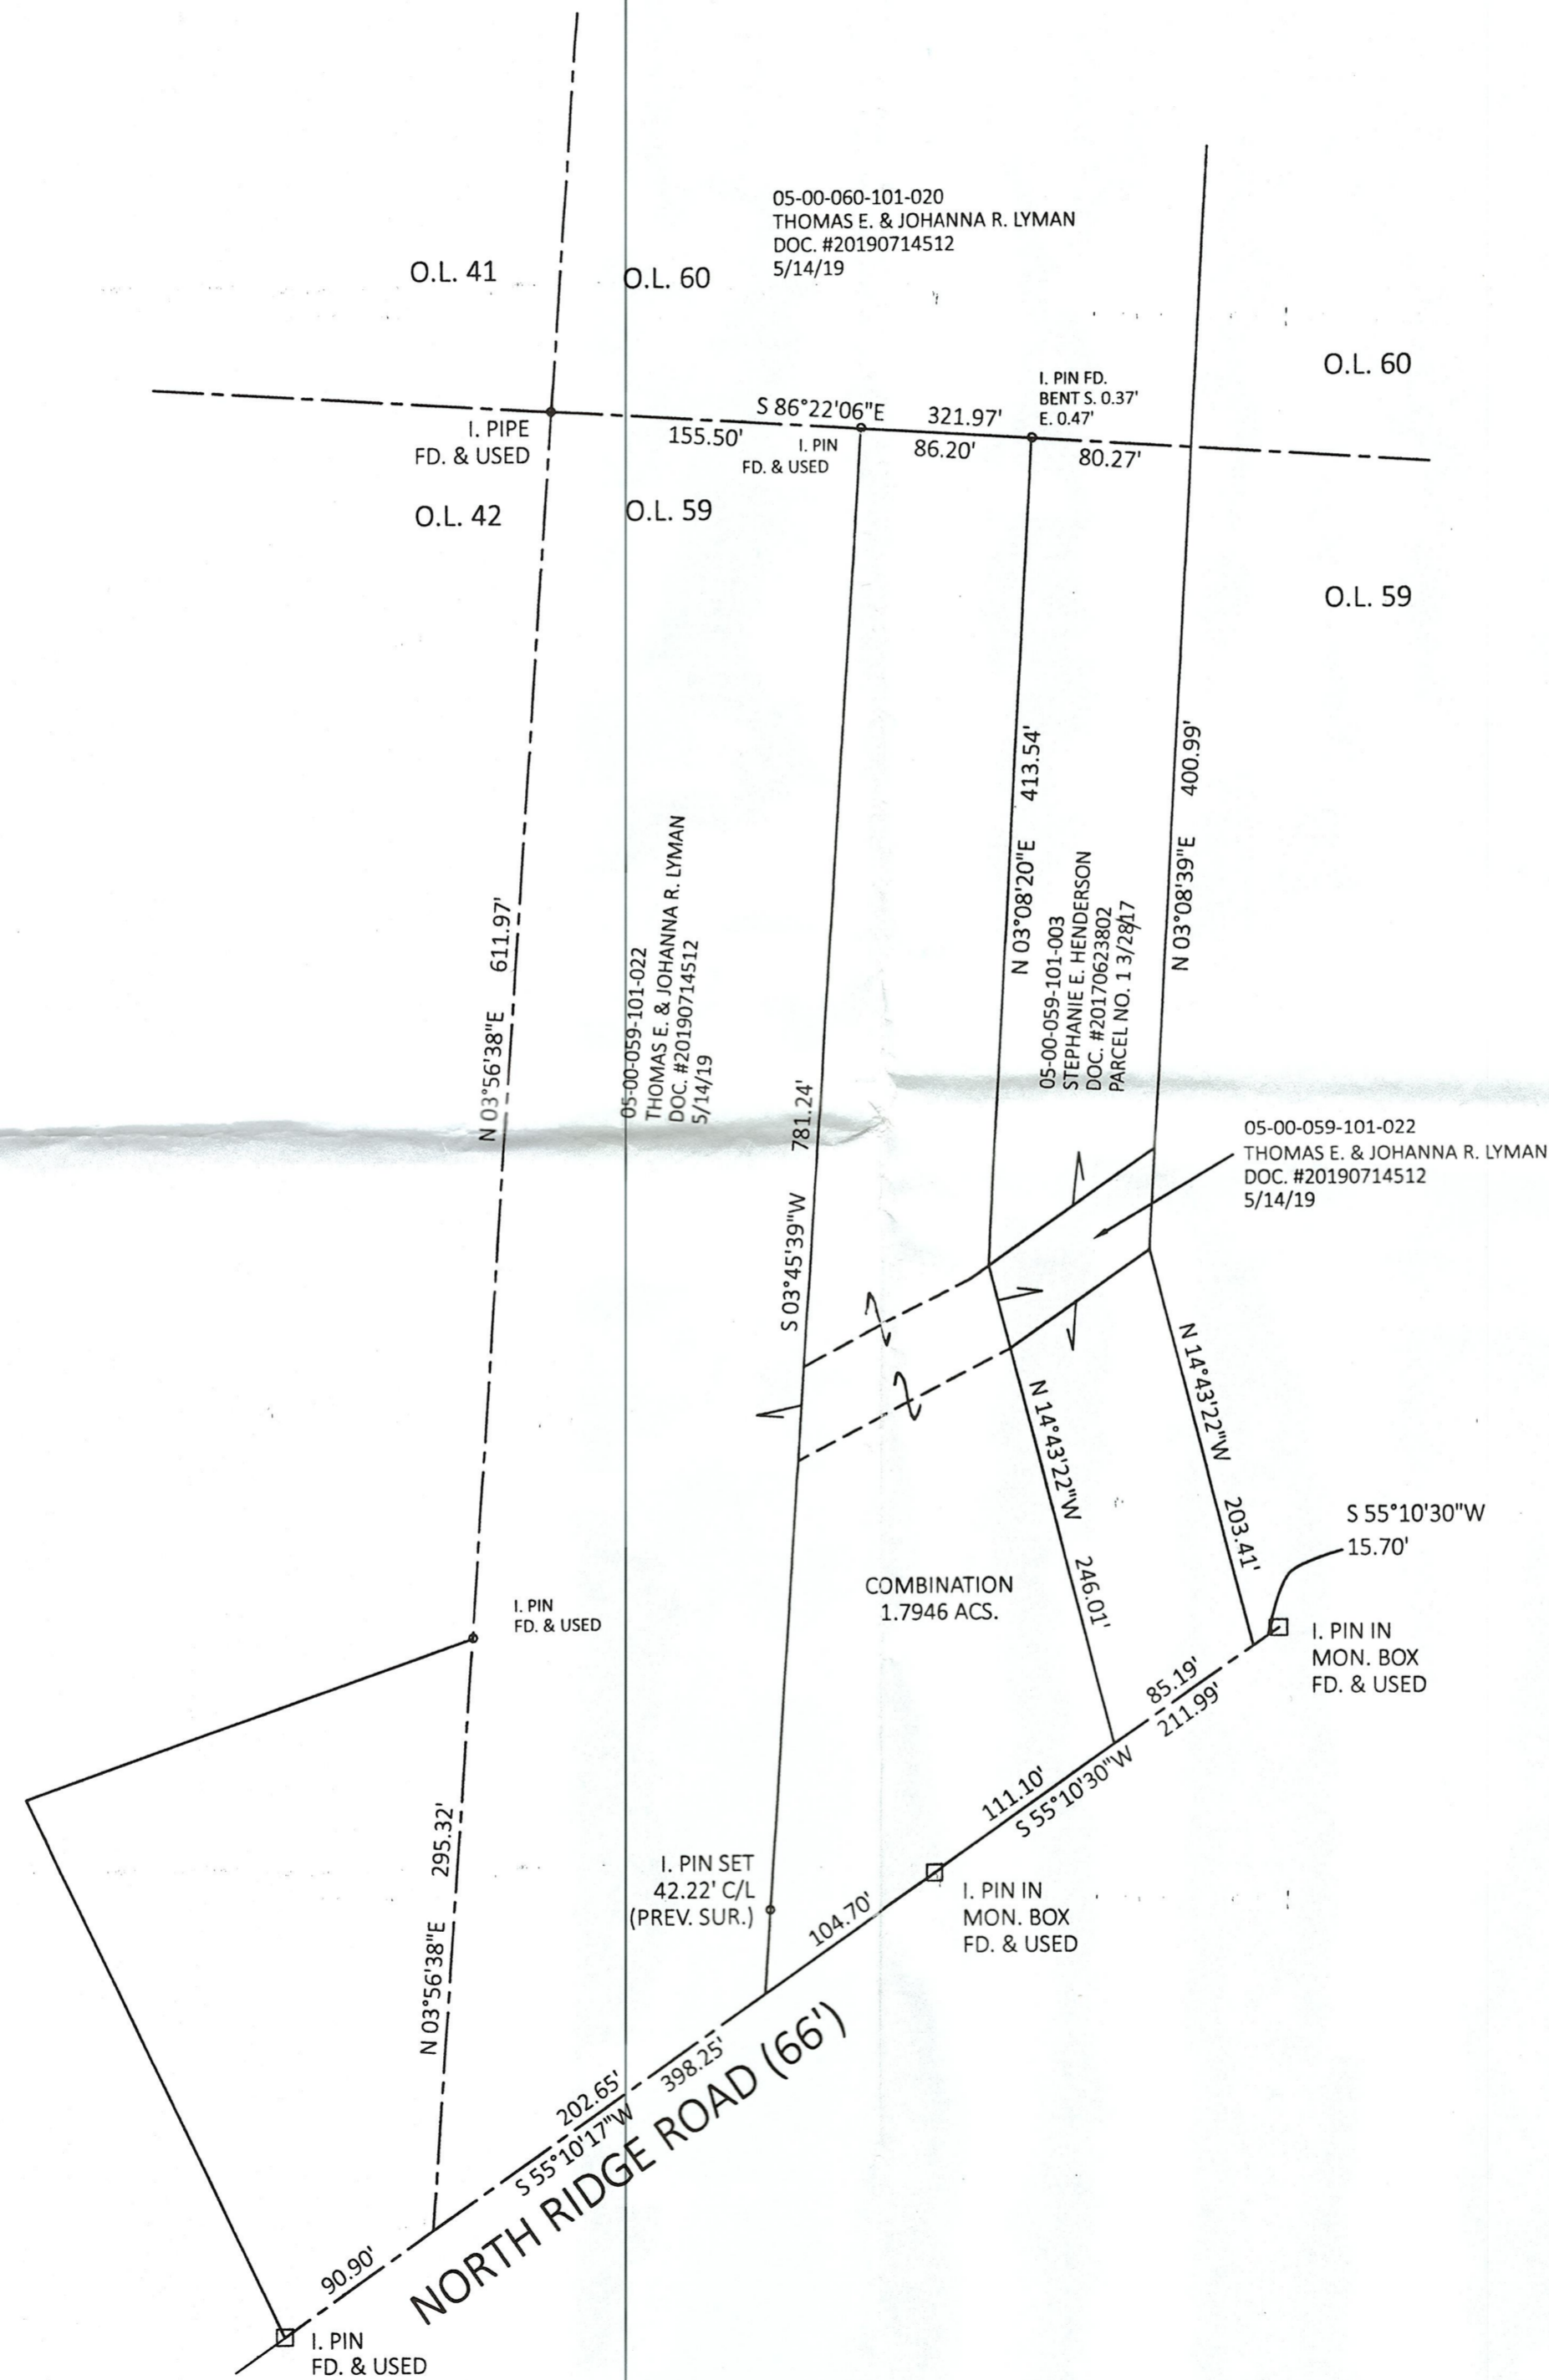 05-00-060-101-020
THOMAS E. & JOHANNA R. LYMAN
DOC. #20190714512
5/14/19
O.L. 41
O.L. 60
O.L. 60
I. PIN FD.
BENT S. 0.37'
E. 0.47'
S 86°22'06"E
321.97'
I. PIPE
FD. & USED
155.50'
I. PIN
FD. & USED
86.20'
80.27'
O.L. 42
O.L. 59
O.L. 59
N 03°56'38"E 611.97'
05-00-059-101-022
THOMAS E. & JOHANNA R. LYMAN
DOC. #20190714512
5/14/19
S 03°45'39"W 781.24'
N 03°08'20"E 413.54'
05-00-059-101-003
STEPHANIE E. HENDERSON
DOC. #20170623802
PARCEL NO. 1 3/28/17
N 03°08'39"E 400.99'
05-00-059-101-022
THOMAS E. & JOHANNA R. LYMAN
DOC. #20190714512
5/14/19
N 14°43'22"W 246.01'
N 14°43'22"W 203.41'
S 55°10'30"W
15.70'
COMBINATION
1.7946 ACS.
I. PIN
FD. & USED
I. PIN IN
MON. BOX
FD. & USED
85.19'
211.99'
111.10'
S 55°10'30"W
N 03°56'38"E 295.32'
I. PIN SET
42.22' C/L
(PREV. SUR.)
104.70'
I. PIN IN
MON. BOX
FD. & USED
202.65'
398.25'
S 55°10'17"W
NORTH RIDGE ROAD (66')
90.90'
I. PIN
FD. & USED